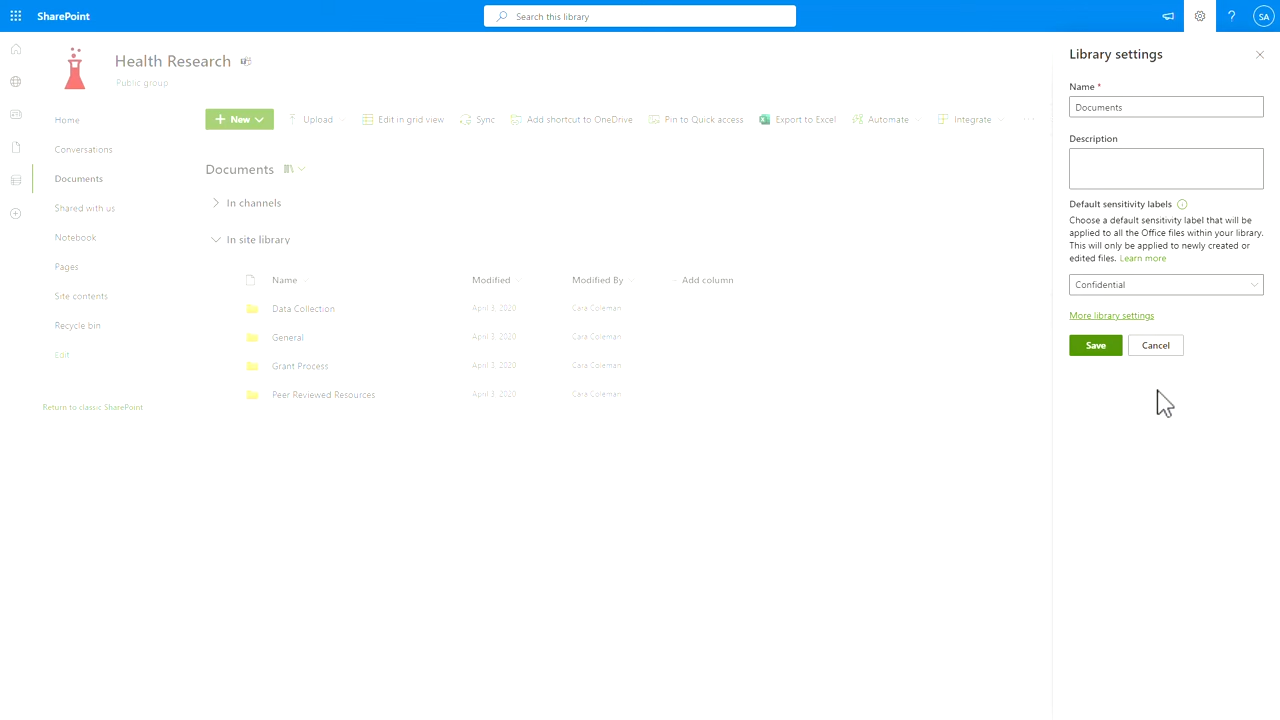 SharePoint
Search this library
SA
Health Research
Public group
Home
Conversations
Documents
Shared with us
Notebook
Pages
Site contents
Recycle bin
Edit
Return to classic SharePoint
New Upload Edit in grid view Sync Add shortcut to OneDrive Pin to Quick access Export to Excel Automate Integrate ...
Documents
In channels
In site library
Name Modified Modified By Add column
Data Collection April 3, 2020 Cara Coleman
General April 3, 2020 Cara Coleman
Grant Process April 3, 2020 Cara Coleman
Peer Reviewed Resources April 3, 2020 Cara Coleman
Library settings
Name *
Documents
Description
Default sensitivity labels
Choose a default sensitivity label that will be
applied to all the Office files within your library.
This will only be applied to newly created or
edited files. Learn more
Confidential
More library settings
Save Cancel